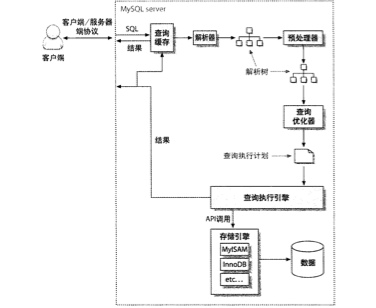 MySQL server
客户端/服务器
端协议
SQL
结果
客户端
查询
缓存
解析器
预处理器
解析树
查询
优化器
查询执行计划
结果
查询执行引擎
API调用
存储引擎
MyISAM
InnoDB
etc....
数据